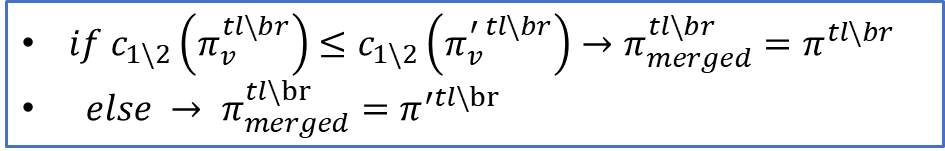 • if c_{1\2}(π_v^{tl\br}) ≤ c_{1\2}(π′_v^{tl\br}) → π_{merged}^{tl\br} = π^{tl\br}
• else → π_{merged}^{tl\br} = π′^{tl\br}